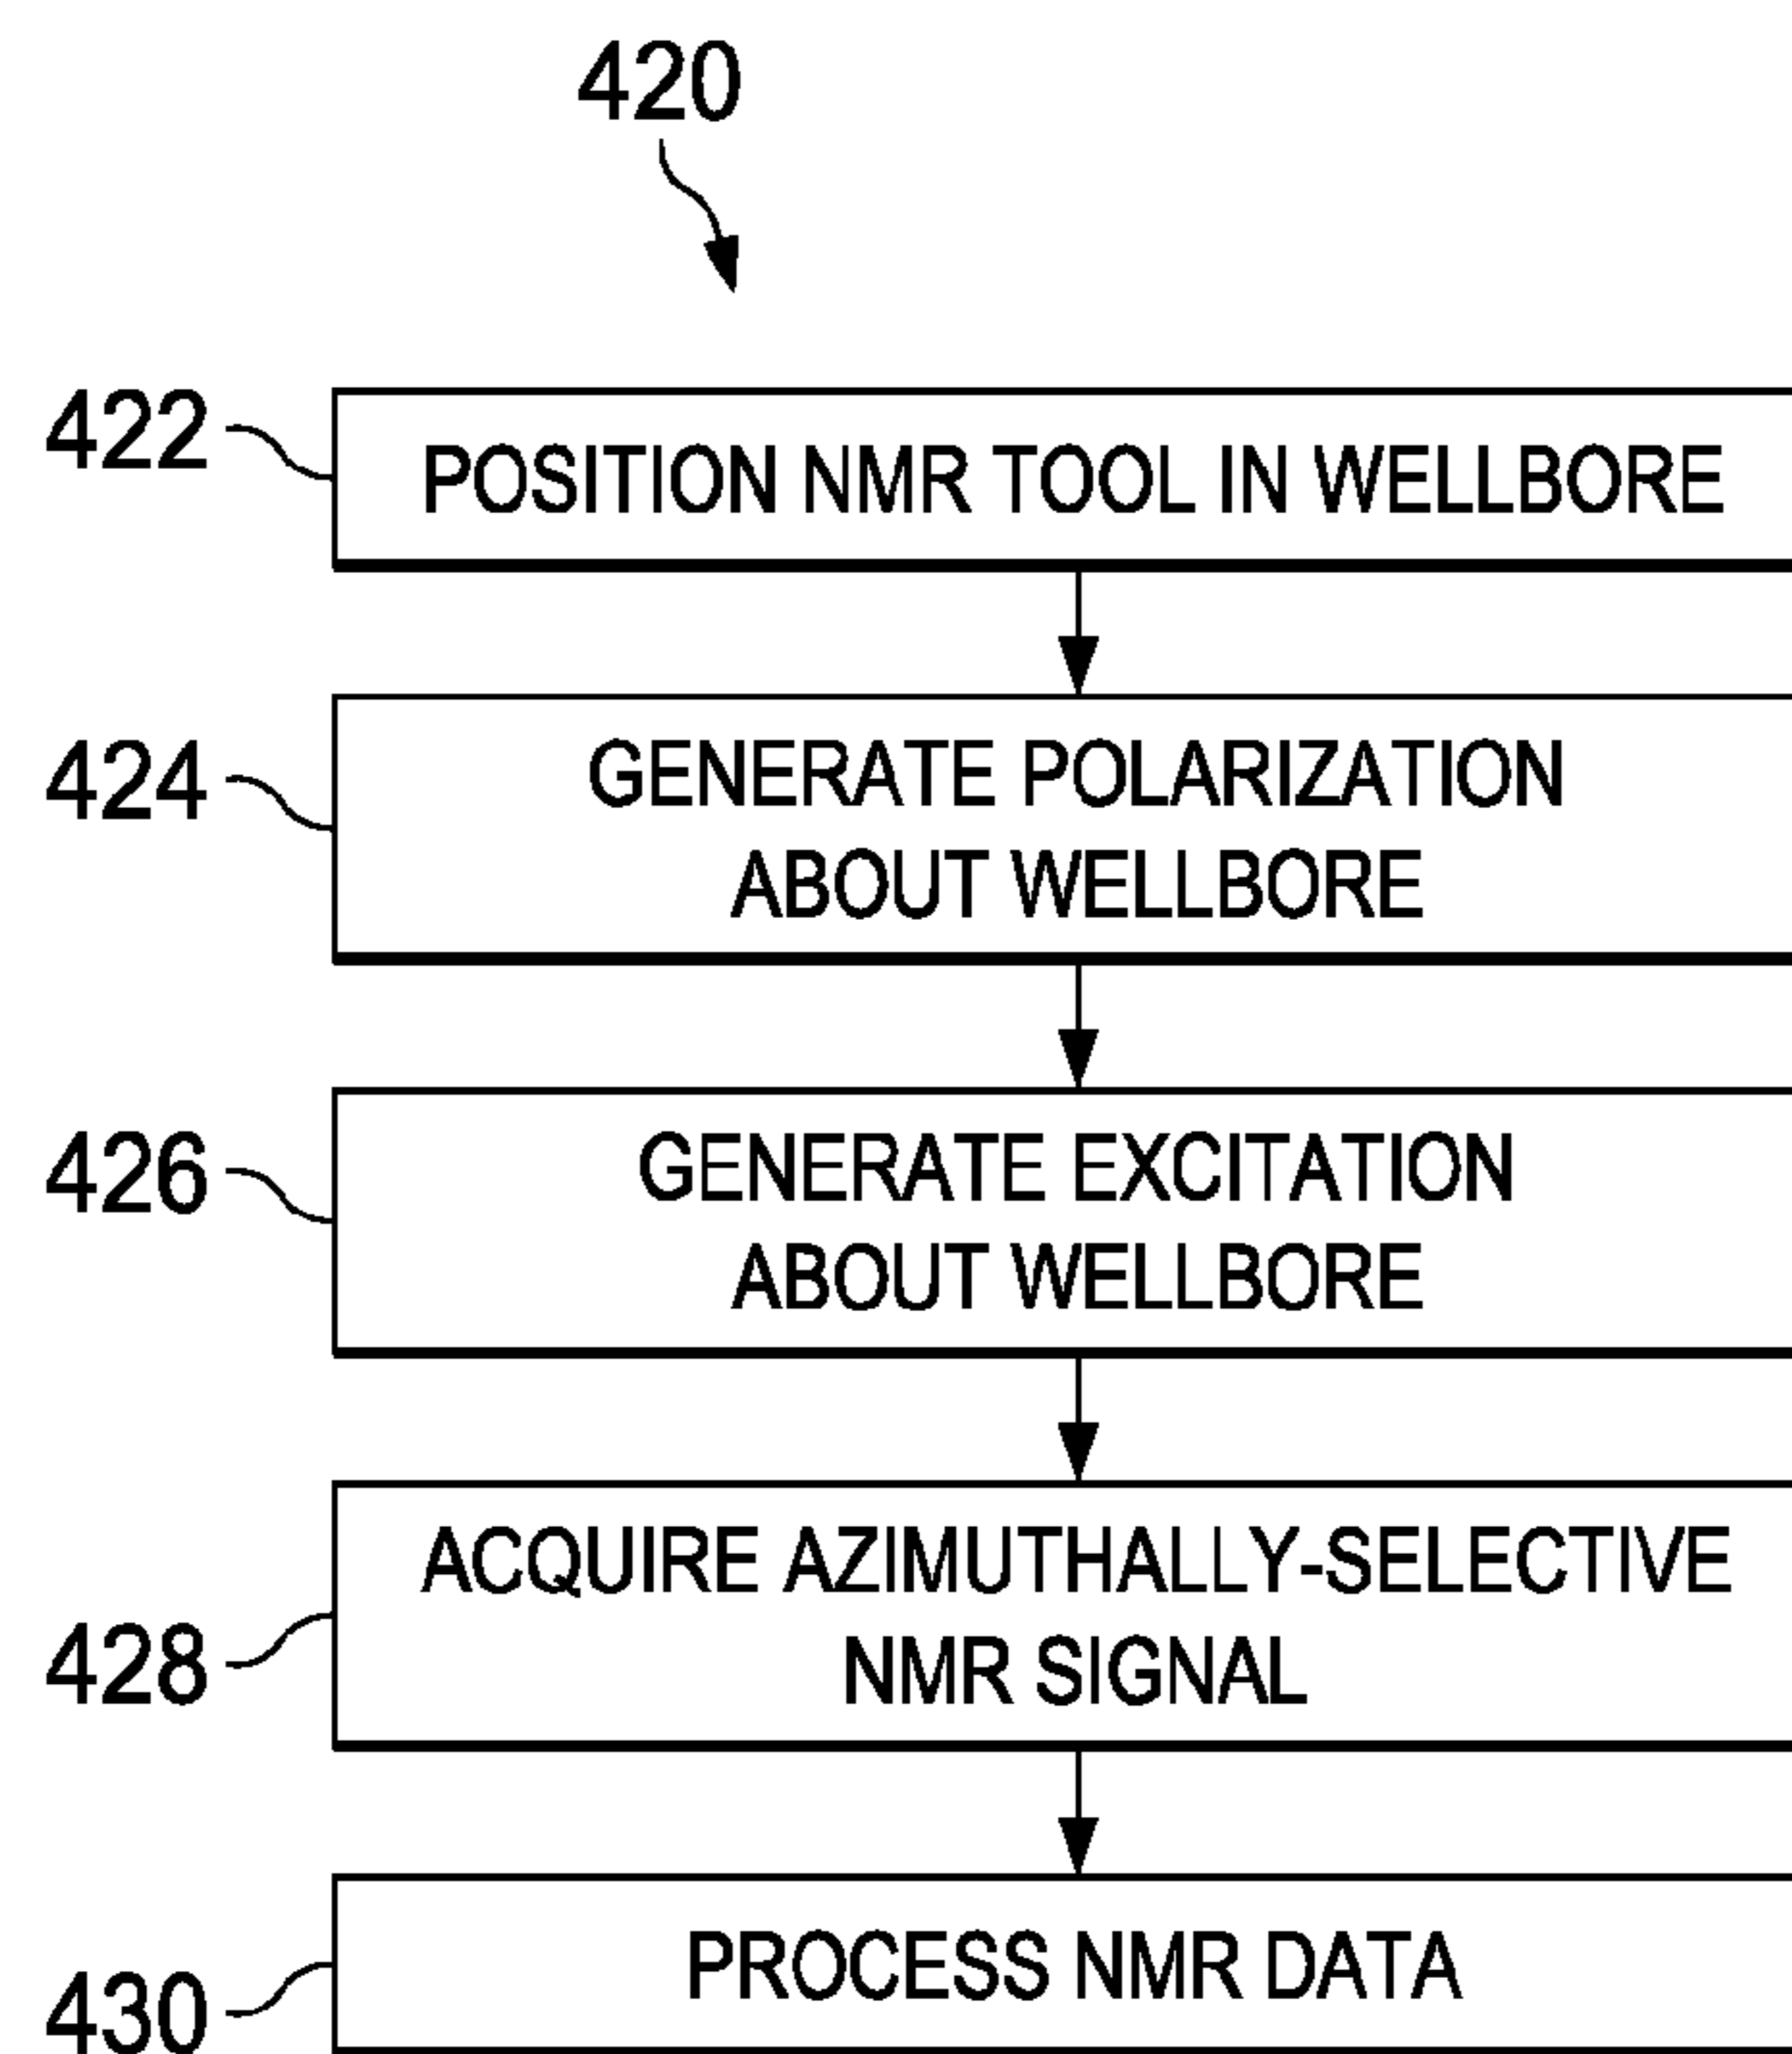 420
422
POSITION NMR TOOL IN WELLBORE
424
GENERATE POLARIZATION
ABOUT WELLBORE
426
GENERATE EXCITATION
ABOUT WELLBORE
428
ACQUIRE AZIMUTHALLY-SELECTIVE
NMR SIGNAL
430
PROCESS NMR DATA